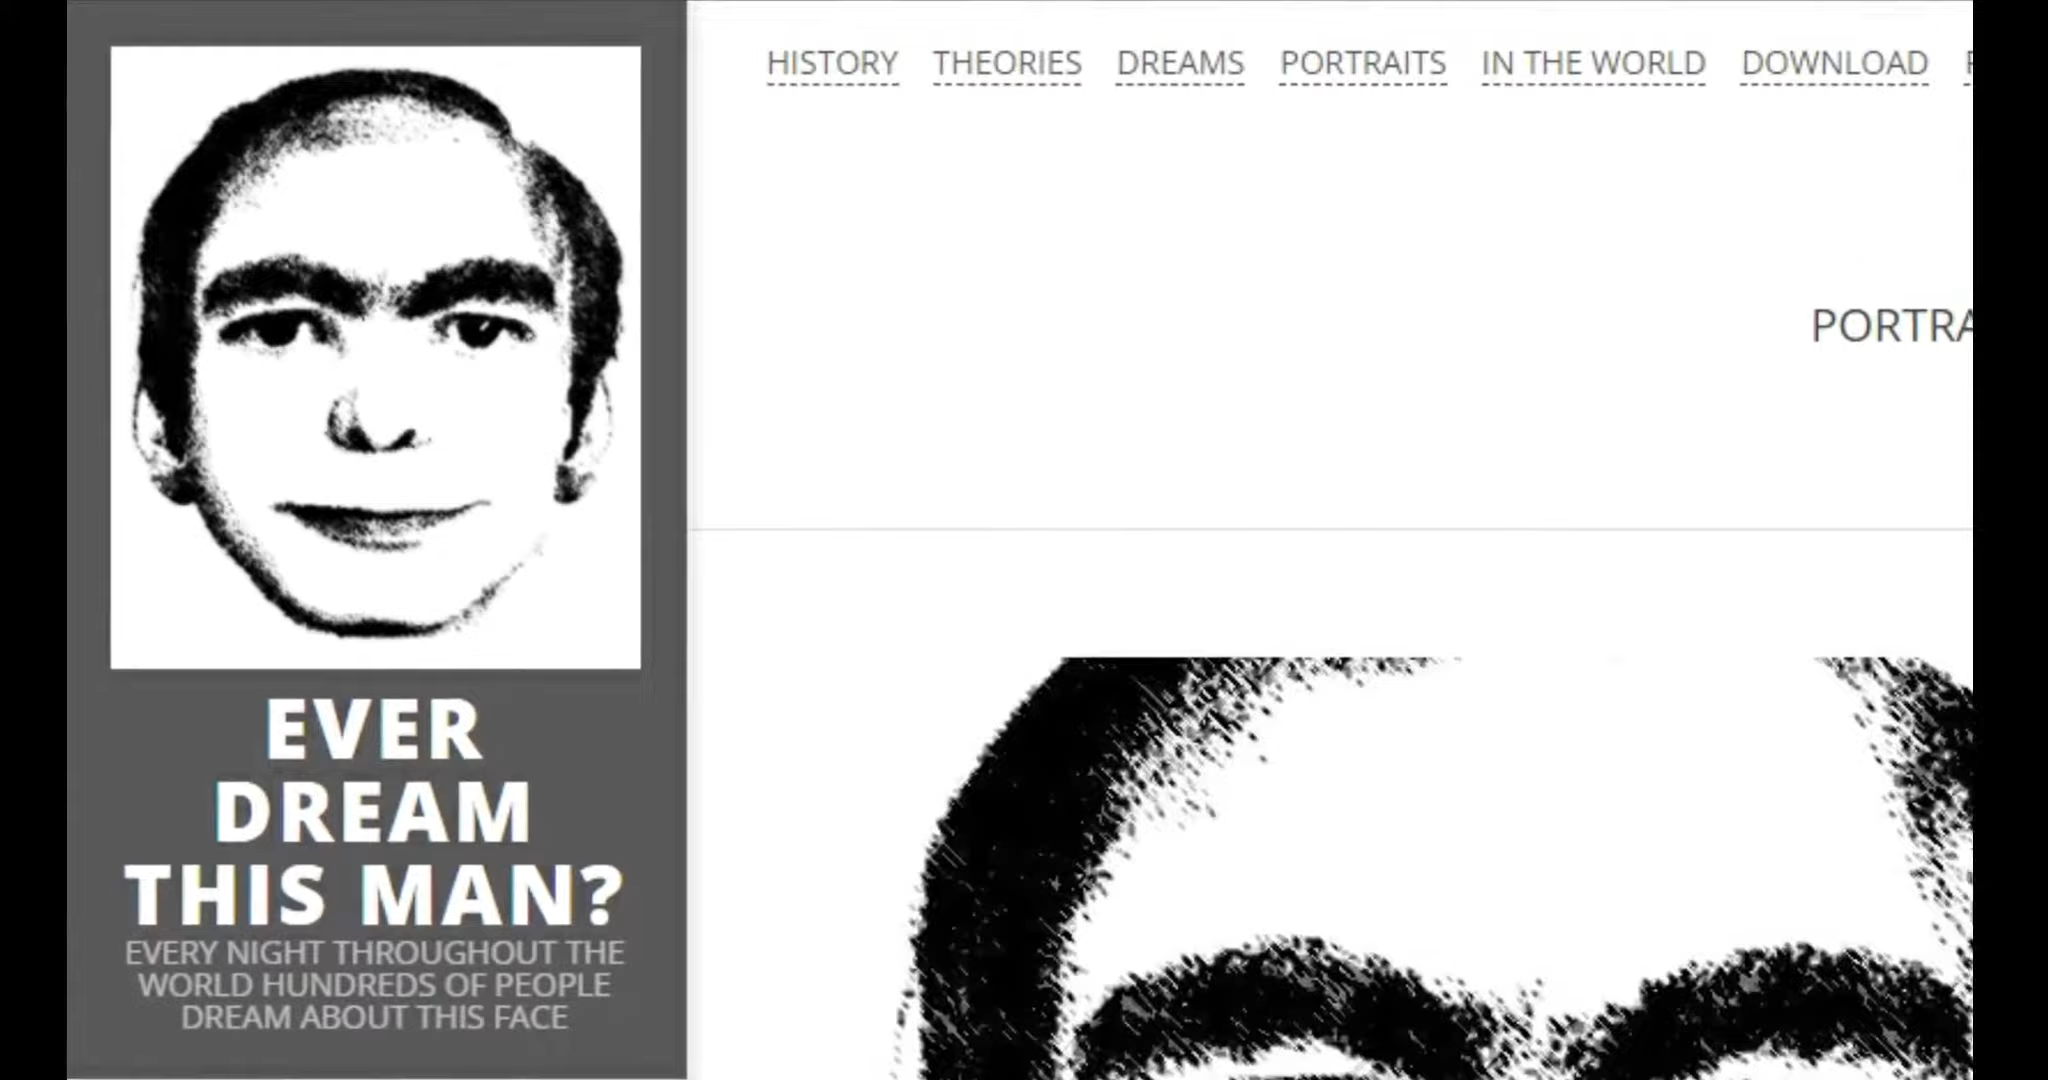 HISTORY THEORIES DREAMS PORTRAITS IN THE WORLD DOWNLOAD
EVER
DREAM
THIS MAN?
EVERY NIGHT THROUGHOUT THE
WORLD HUNDREDS OF PEOPLE
DREAM ABOUT THIS FACE